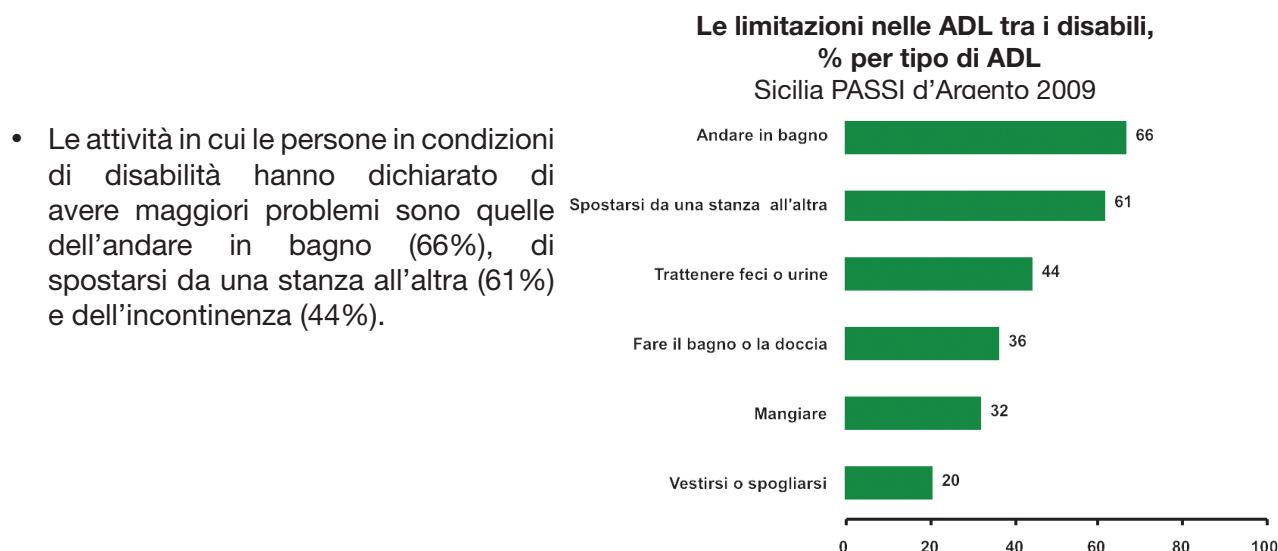 • Le attività in cui le persone in condizioni
di disabilità hanno dichiarato di
avere maggiori problemi sono quelle
dell’andare in bagno (66%), di
spostarsi da una stanza all’altra (61%)
e dell’incontinenza (44%).
Le limitazioni nelle ADL tra i disabili,
% per tipo di ADL
Sicilia PASSI d’Argento 2009
Andare in bagno 66
Spostarsi da una stanza all'altra 61
Trattenere feci o urine 44
Fare il bagno o la doccia 36
Mangiare 32
Vestirsi o spogliarsi 20
0 20 40 60 80 100